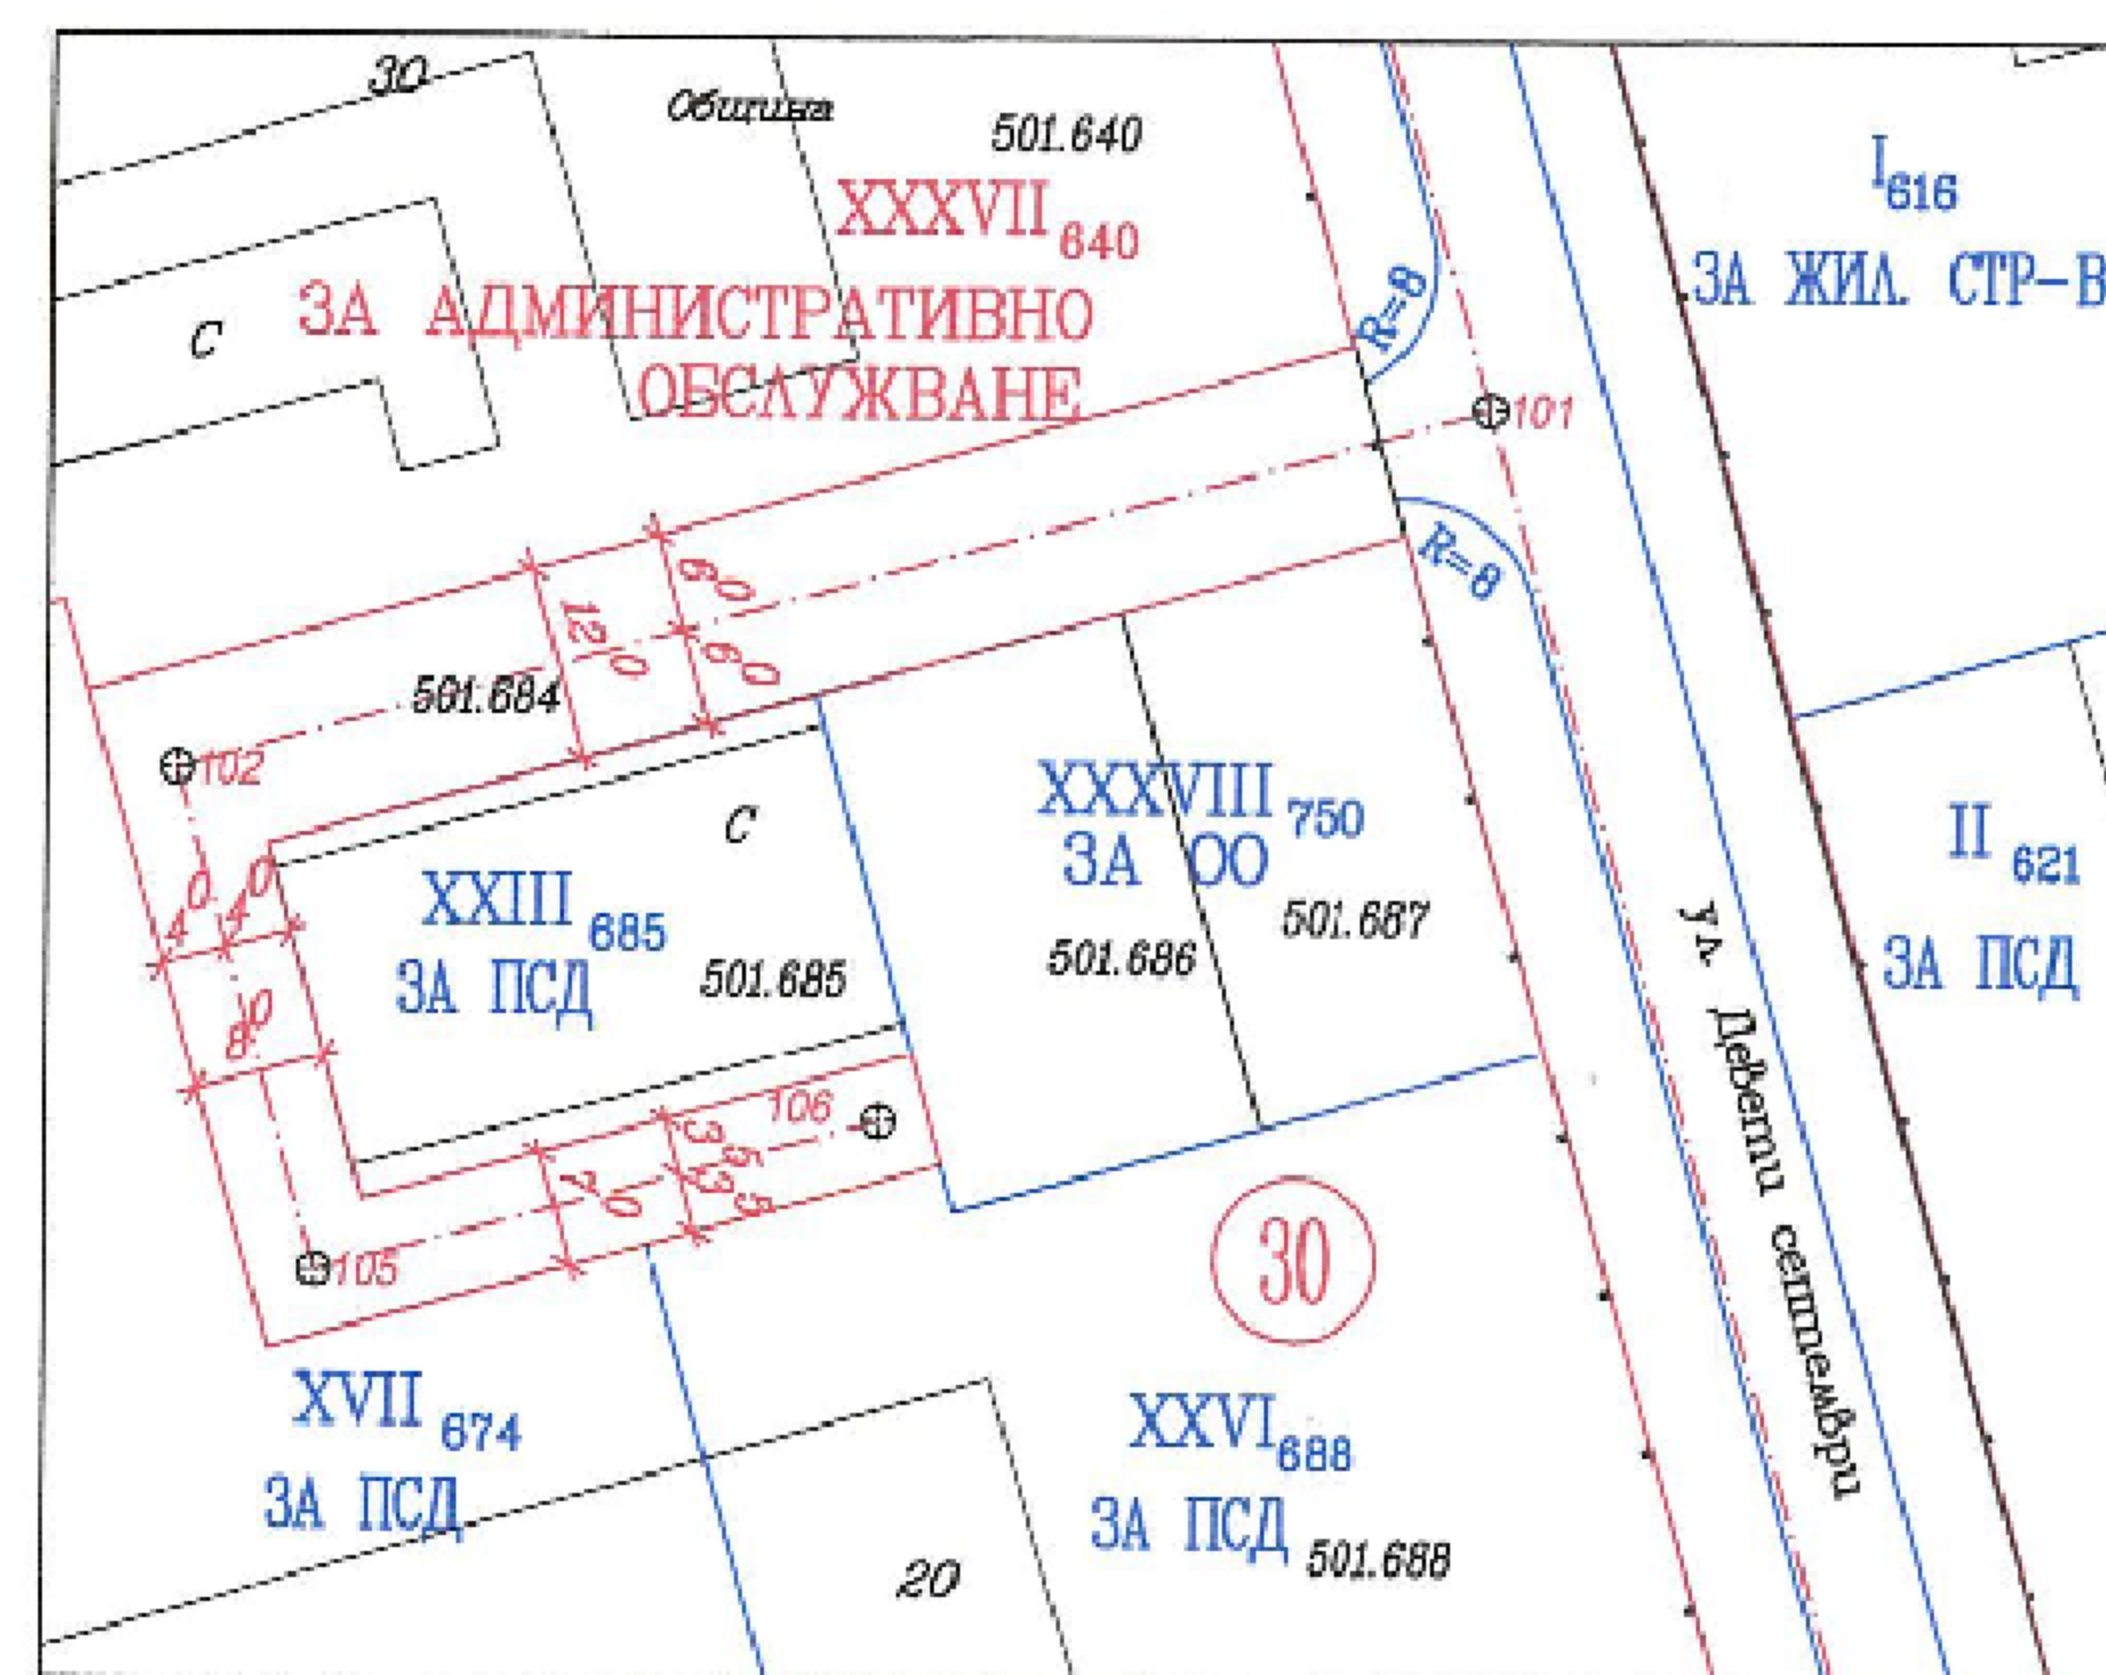 30
Община
501.640
XXXVII 640
ЗА АДМИНИСТРАТИВНО
ОБСЛУЖВАНЕ
С
R=8
I 616
ЗА ЖИЛ. СТР-В
101
R=8
6 0
6 0
12 0
501.684
102
С
XXXVIII 750
ЗА ОО
XXIII 685
ЗА ПСД
501.685
501.686
501.687
4 0
4 0
8 0
II 621
ЗА ПСД
ул. Девети септември
106
3 5
3 5
7 0
105
30
XVII 674
ЗА ПСД
XXVI 688
ЗА ПСД
501.688
20